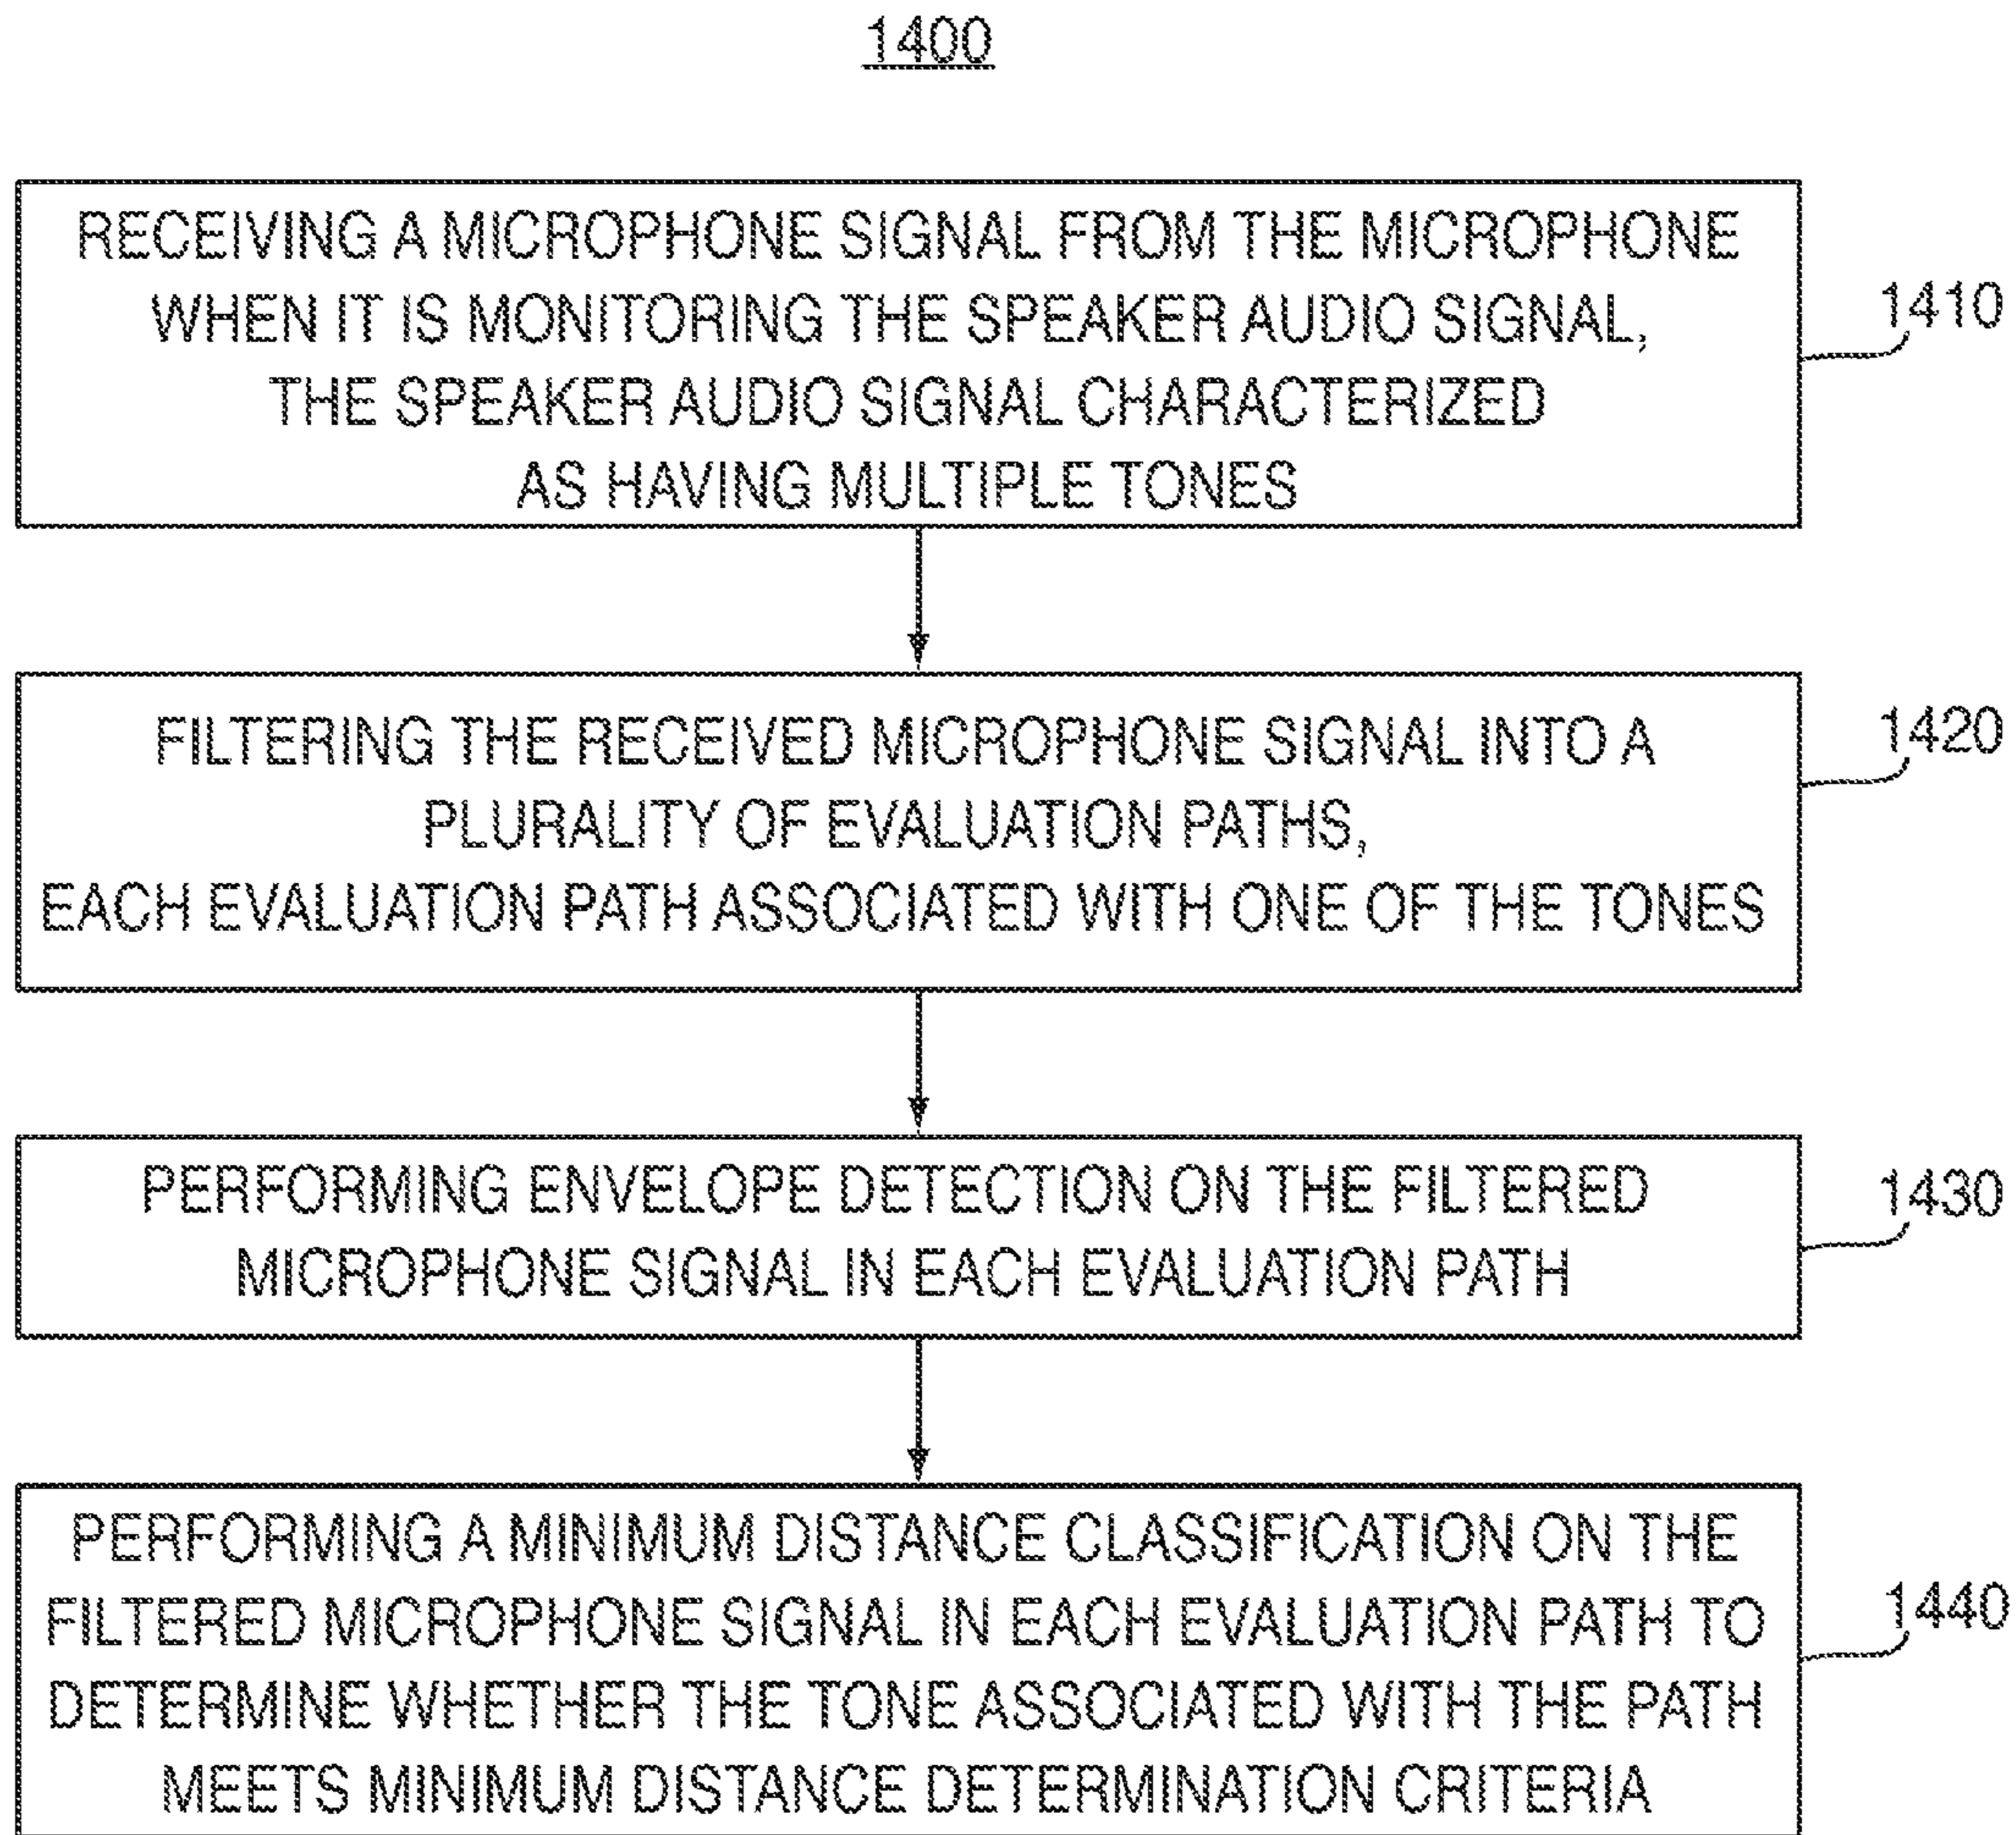 1400
RECEIVING A MICROPHONE SIGNAL FROM THE MICROPHONE
WHEN IT IS MONITORING THE SPEAKER AUDIO SIGNAL,
THE SPEAKER AUDIO SIGNAL CHARACTERIZED
AS HAVING MULTIPLE TONES
1410
FILTERING THE RECEIVED MICROPHONE SIGNAL INTO A
PLURALITY OF EVALUATION PATHS,
EACH EVALUATION PATH ASSOCIATED WITH ONE OF THE TONES
1420
PERFORMING ENVELOPE DETECTION ON THE FILTERED
MICROPHONE SIGNAL IN EACH EVALUATION PATH
1430
PERFORMING A MINIMUM DISTANCE CLASSIFICATION ON THE
FILTERED MICROPHONE SIGNAL IN EACH EVALUATION PATH TO
DETERMINE WHETHER THE TONE ASSOCIATED WITH THE PATH
MEETS MINIMUM DISTANCE DETERMINATION CRITERIA
1440